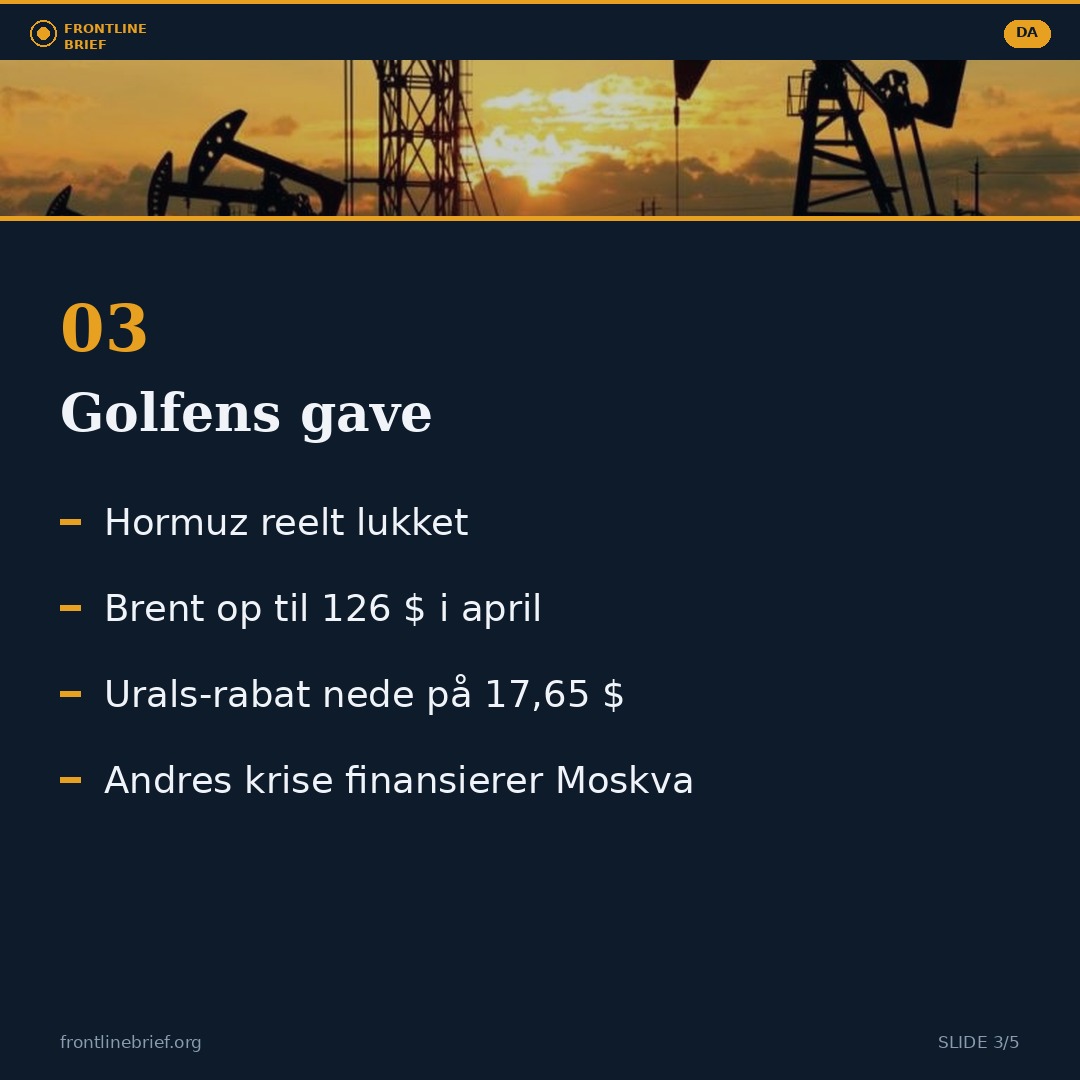 FRONTLINE
BRIEF
DA
03
Golfens gave
Hormuz reelt lukket
Brent op til 126 $ i april
Urals-rabat nede på 17,65 $
Andres krise finansierer Moskva
frontlinebrief.org
SLIDE 3/5